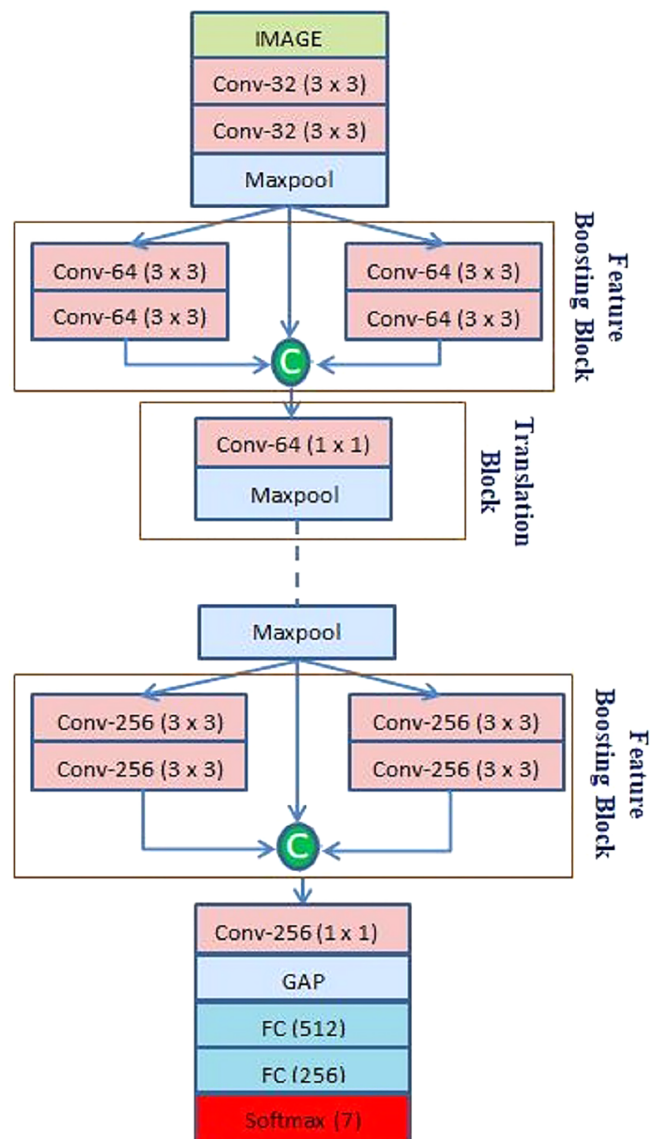 IMAGE
Conv-32 (3 x 3)
Conv-32 (3 x 3)
Maxpool
Feature
Boosting Block
Conv-64 (3 x 3)
Conv-64 (3 x 3)
Conv-64 (3 x 3)
Conv-64 (3 x 3)
C
Translation
Block
Conv-64 (1 x 1)
Maxpool
Maxpool
Feature
Boosting Block
Conv-256 (3 x 3)
Conv-256 (3 x 3)
Conv-256 (3 x 3)
Conv-256 (3 x 3)
C
Conv-256 (1 x 1)
GAP
FC (512)
FC (256)
Softmax (7)